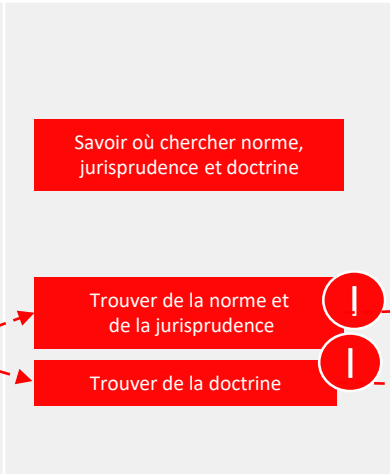 Savoir où chercher norme,
jurisprudence et doctrine
Trouver de la norme et
de la jurisprudence
!
Trouver de la doctrine
I